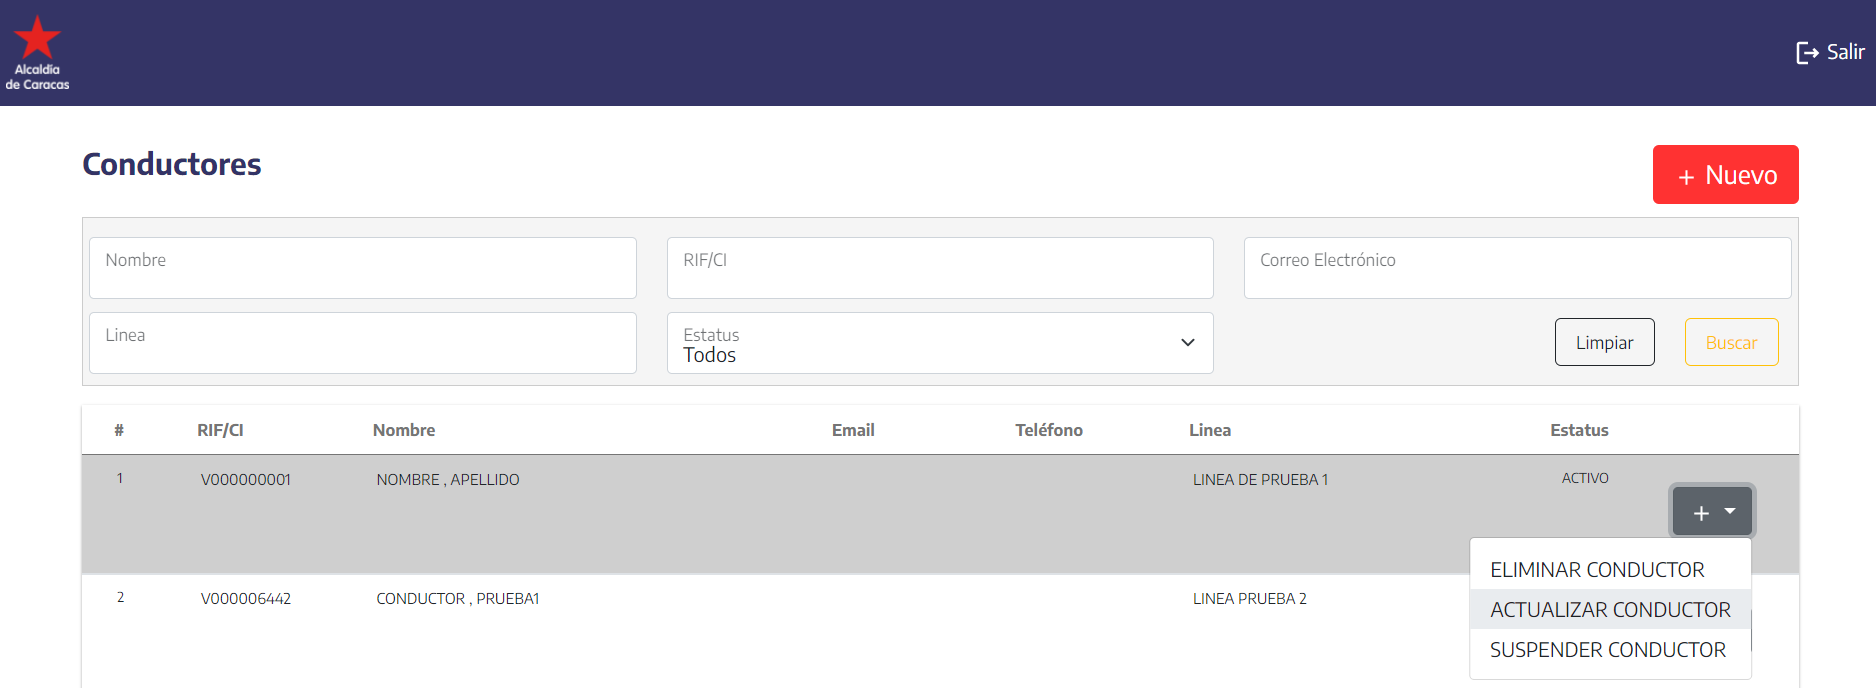 Alcaldía
de Caracas
Salir
Conductores
+ Nuevo
Nombre
RIF/CI
Correo Electrónico
Linea
Estatus
Todos
Limpiar
Buscar
# RIF/CI Nombre Email Teléfono Linea Estatus
1 V000000001 NOMBRE , APELLIDO LINEA DE PRUEBA 1 ACTIVO
+
ELIMINAR CONDUCTOR
2 V000006442 CONDUCTOR , PRUEBA1 LINEA PRUEBA 2
ACTUALIZAR CONDUCTOR
SUSPENDER CONDUCTOR